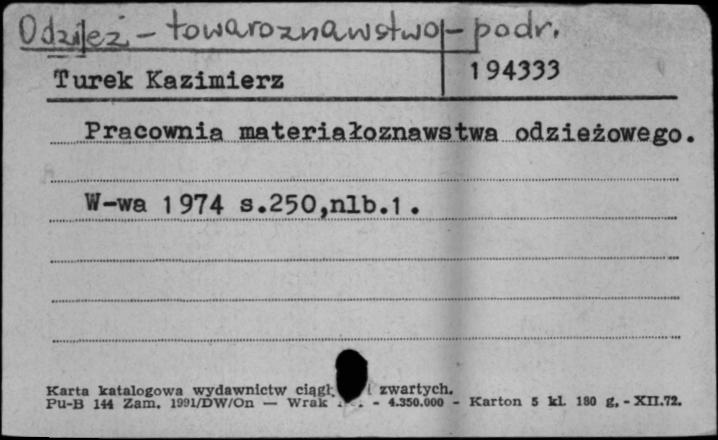 Odzież - towaroznawstwo - podr.
Turek Kazimierz 194333
Pracownia materiałoznawstwa odzieżowego.
W-wa 1974 s.250,nlb.1.
Karta katalogowa wydawnictw ciągł. i zwartych.
Pu-B 144 Zam. 1991/DW/On — Wrak - 4.350.000 - Karton 5 kl. 180 g. - XII.72.